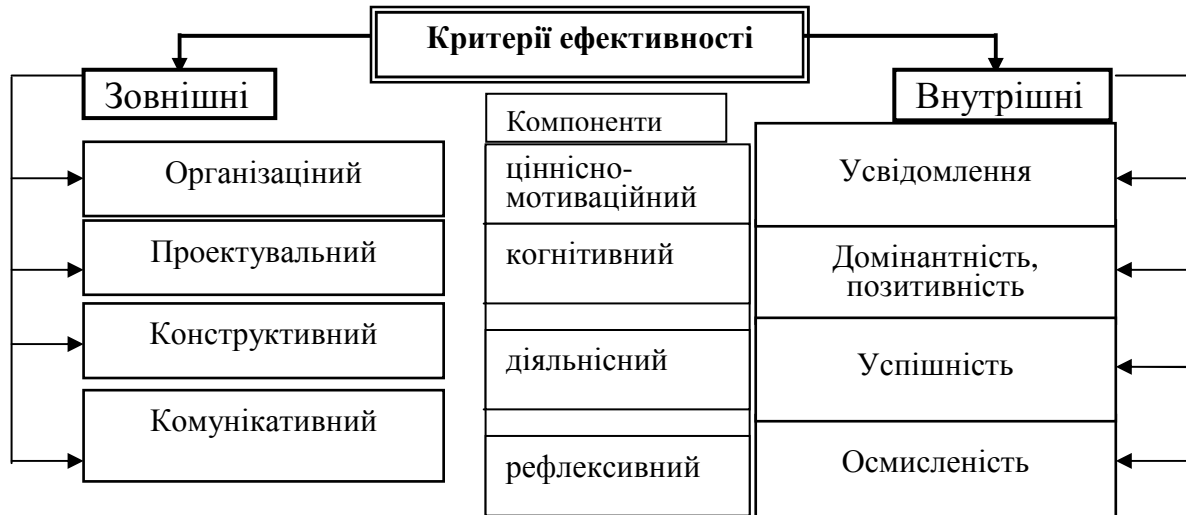 Критерії ефективності
Зовнішні
Внутрішні
Компоненти
Організаціний
Проектувальний
Конструктивний
Комунікативний
ціннісно-
мотиваційний
когнітивний
діяльнісний
рефлексивний
Усвідомлення
Домінантність,
позитивність
Успішність
Осмисленість